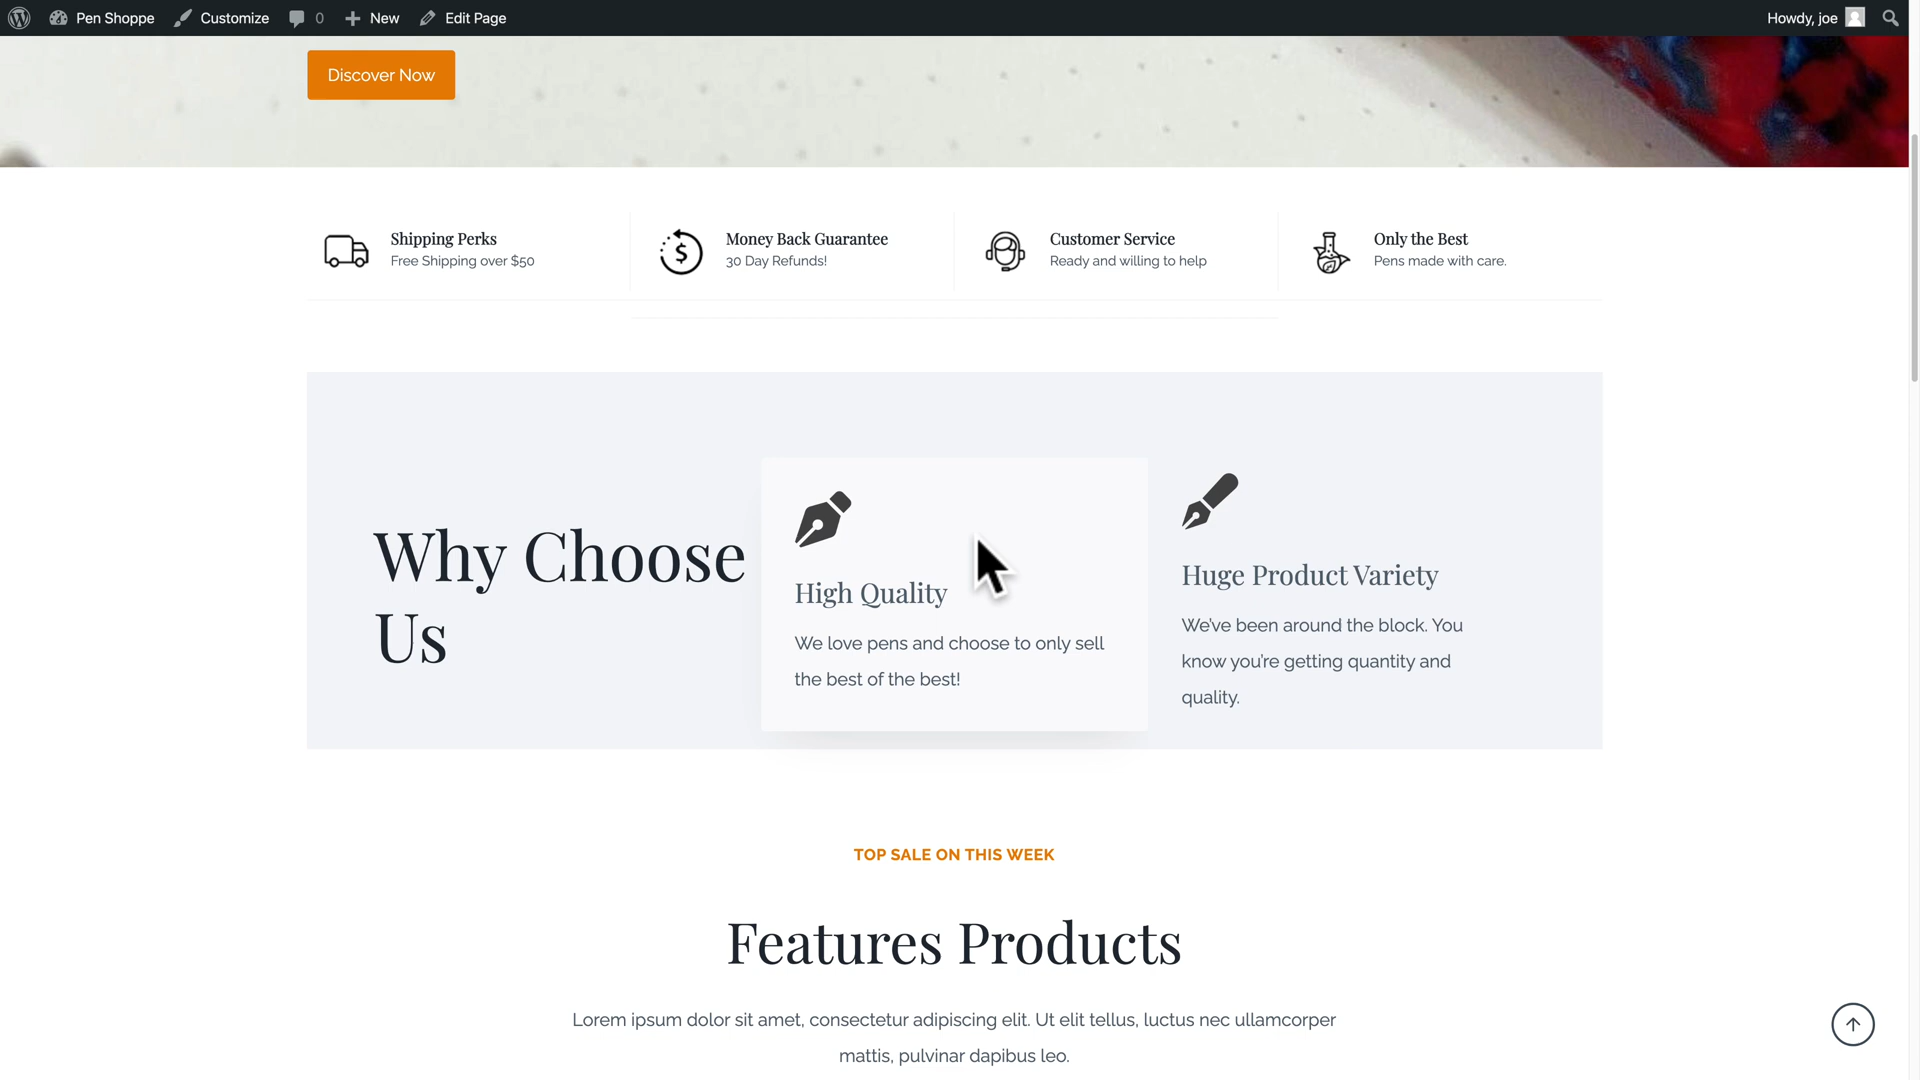 Pen Shoppe Customize 0 New Edit Page Howdy, joe
Discover Now
Shipping Perks
Free Shipping over $50
Money Back Guarantee
30 Day Refunds!
Customer Service
Ready and willing to help
Only the Best
Pens made with care.
Why Choose
Us
High Quality
We love pens and choose to only sell
the best of the best!
Huge Product Variety
We've been around the block. You
know you're getting quantity and
quality.
TOP SALE ON THIS WEEK
Features Products
Lorem ipsum dolor sit amet, consectetur adipiscing elit. Ut elit tellus, luctus nec ullamcorper
mattis, pulvinar dapibus leo.